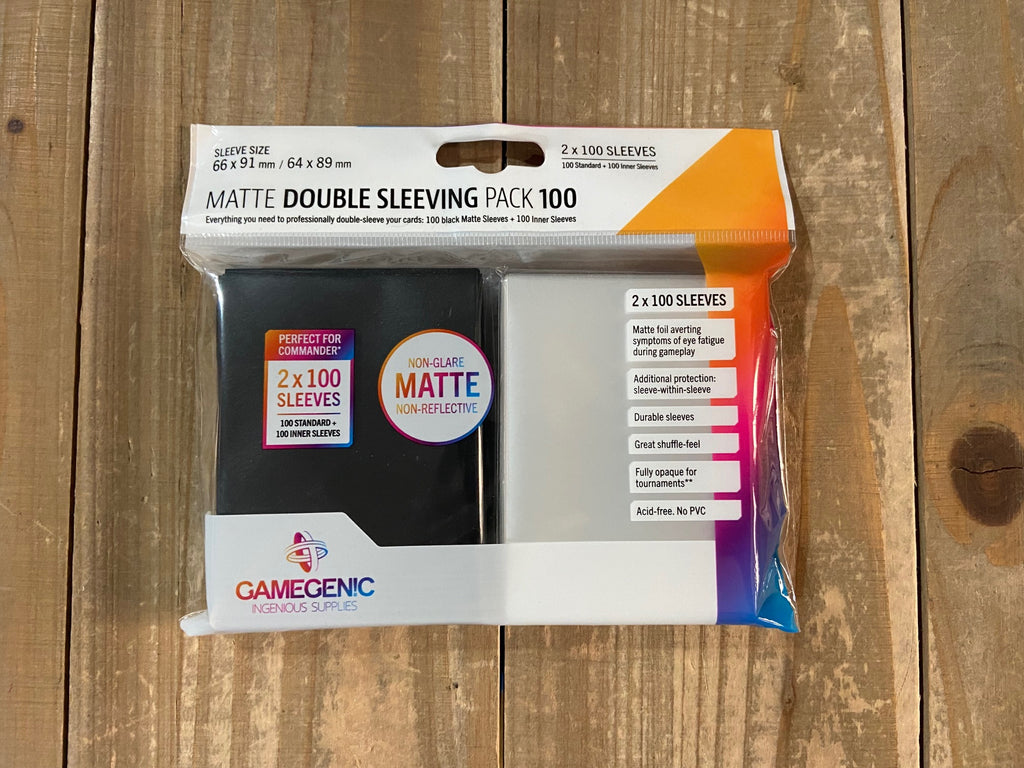 SLEEVE SIZE
66 x 91 mm / 64 x 89 mm
2 x 100 SLEEVES
100 Standard + 100 Inner Sleeves
MATTE DOUBLE SLEEVING PACK 100
Everything you need to professionally double-sleeve your cards: 100 black Matte Sleeves + 100 Inner Sleeves
PERFECT FOR
COMMANDER*
2 x 100
SLEEVES
100 STANDARD +
100 INNER SLEEVES
NON-GLARE
MATTE
NON-REFLECTIVE
2 x 100 SLEEVES
Matte foil averting
symptoms of eye fatigue
during gameplay
Additional protection:
sleeve-within-sleeve
Durable sleeves
Great shuffle-feel
Fully opaque for
tournaments**
Acid-free. No PVC
GAMEGEN!C
INGENIOUS SUPPLIES